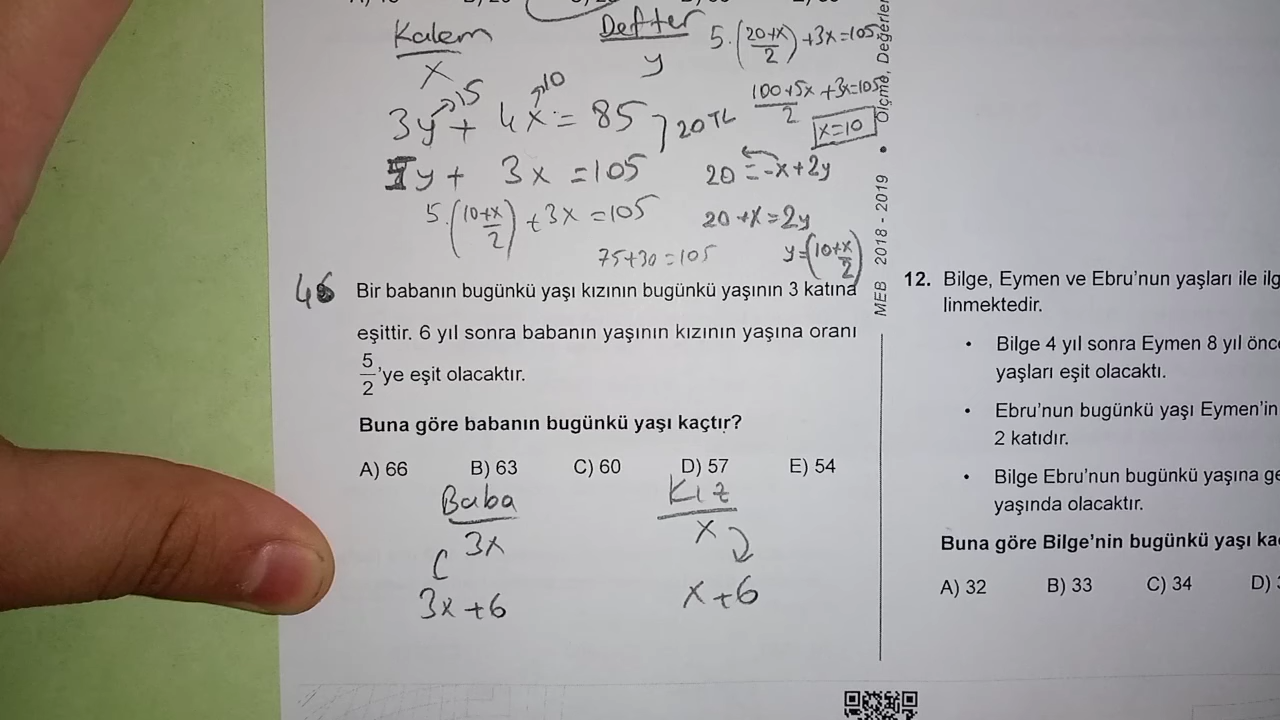 Kalem Defter 5.(20+x/2)+3x=105
x y
15 10 100+5x/2 +3x=105
3y + 4x = 85 20TL x=10
5y + 3x = 105 20 = -x+2y
5.(10+x/2) +3x = 105 20+x=2y
75+30=105 y=(10+x/2)
MEB 2018 - 2019 • Ölçme, Değerlen
46 Bir babanın bugünkü yaşı kızının bugünkü yaşının 3 katına
eşittir. 6 yıl sonra babanın yaşının kızının yaşına oranı
5/2 'ye eşit olacaktır.
Buna göre babanın bugünkü yaşı kaçtır?
A) 66 B) 63 C) 60 D) 57 E) 54
Baba Kız
3x x
3x+6 x+6
12. Bilge, Eymen ve Ebru'nun yaşları ile ilg
linmektedir.
• Bilge 4 yıl sonra Eymen 8 yıl önc
yaşları eşit olacaktı.
• Ebru'nun bugünkü yaşı Eymen'in
2 katıdır.
• Bilge Ebru'nun bugünkü yaşına ge
yaşında olacaktır.
Buna göre Bilge'nin bugünkü yaşı ka
A) 32 B) 33 C) 34 D)